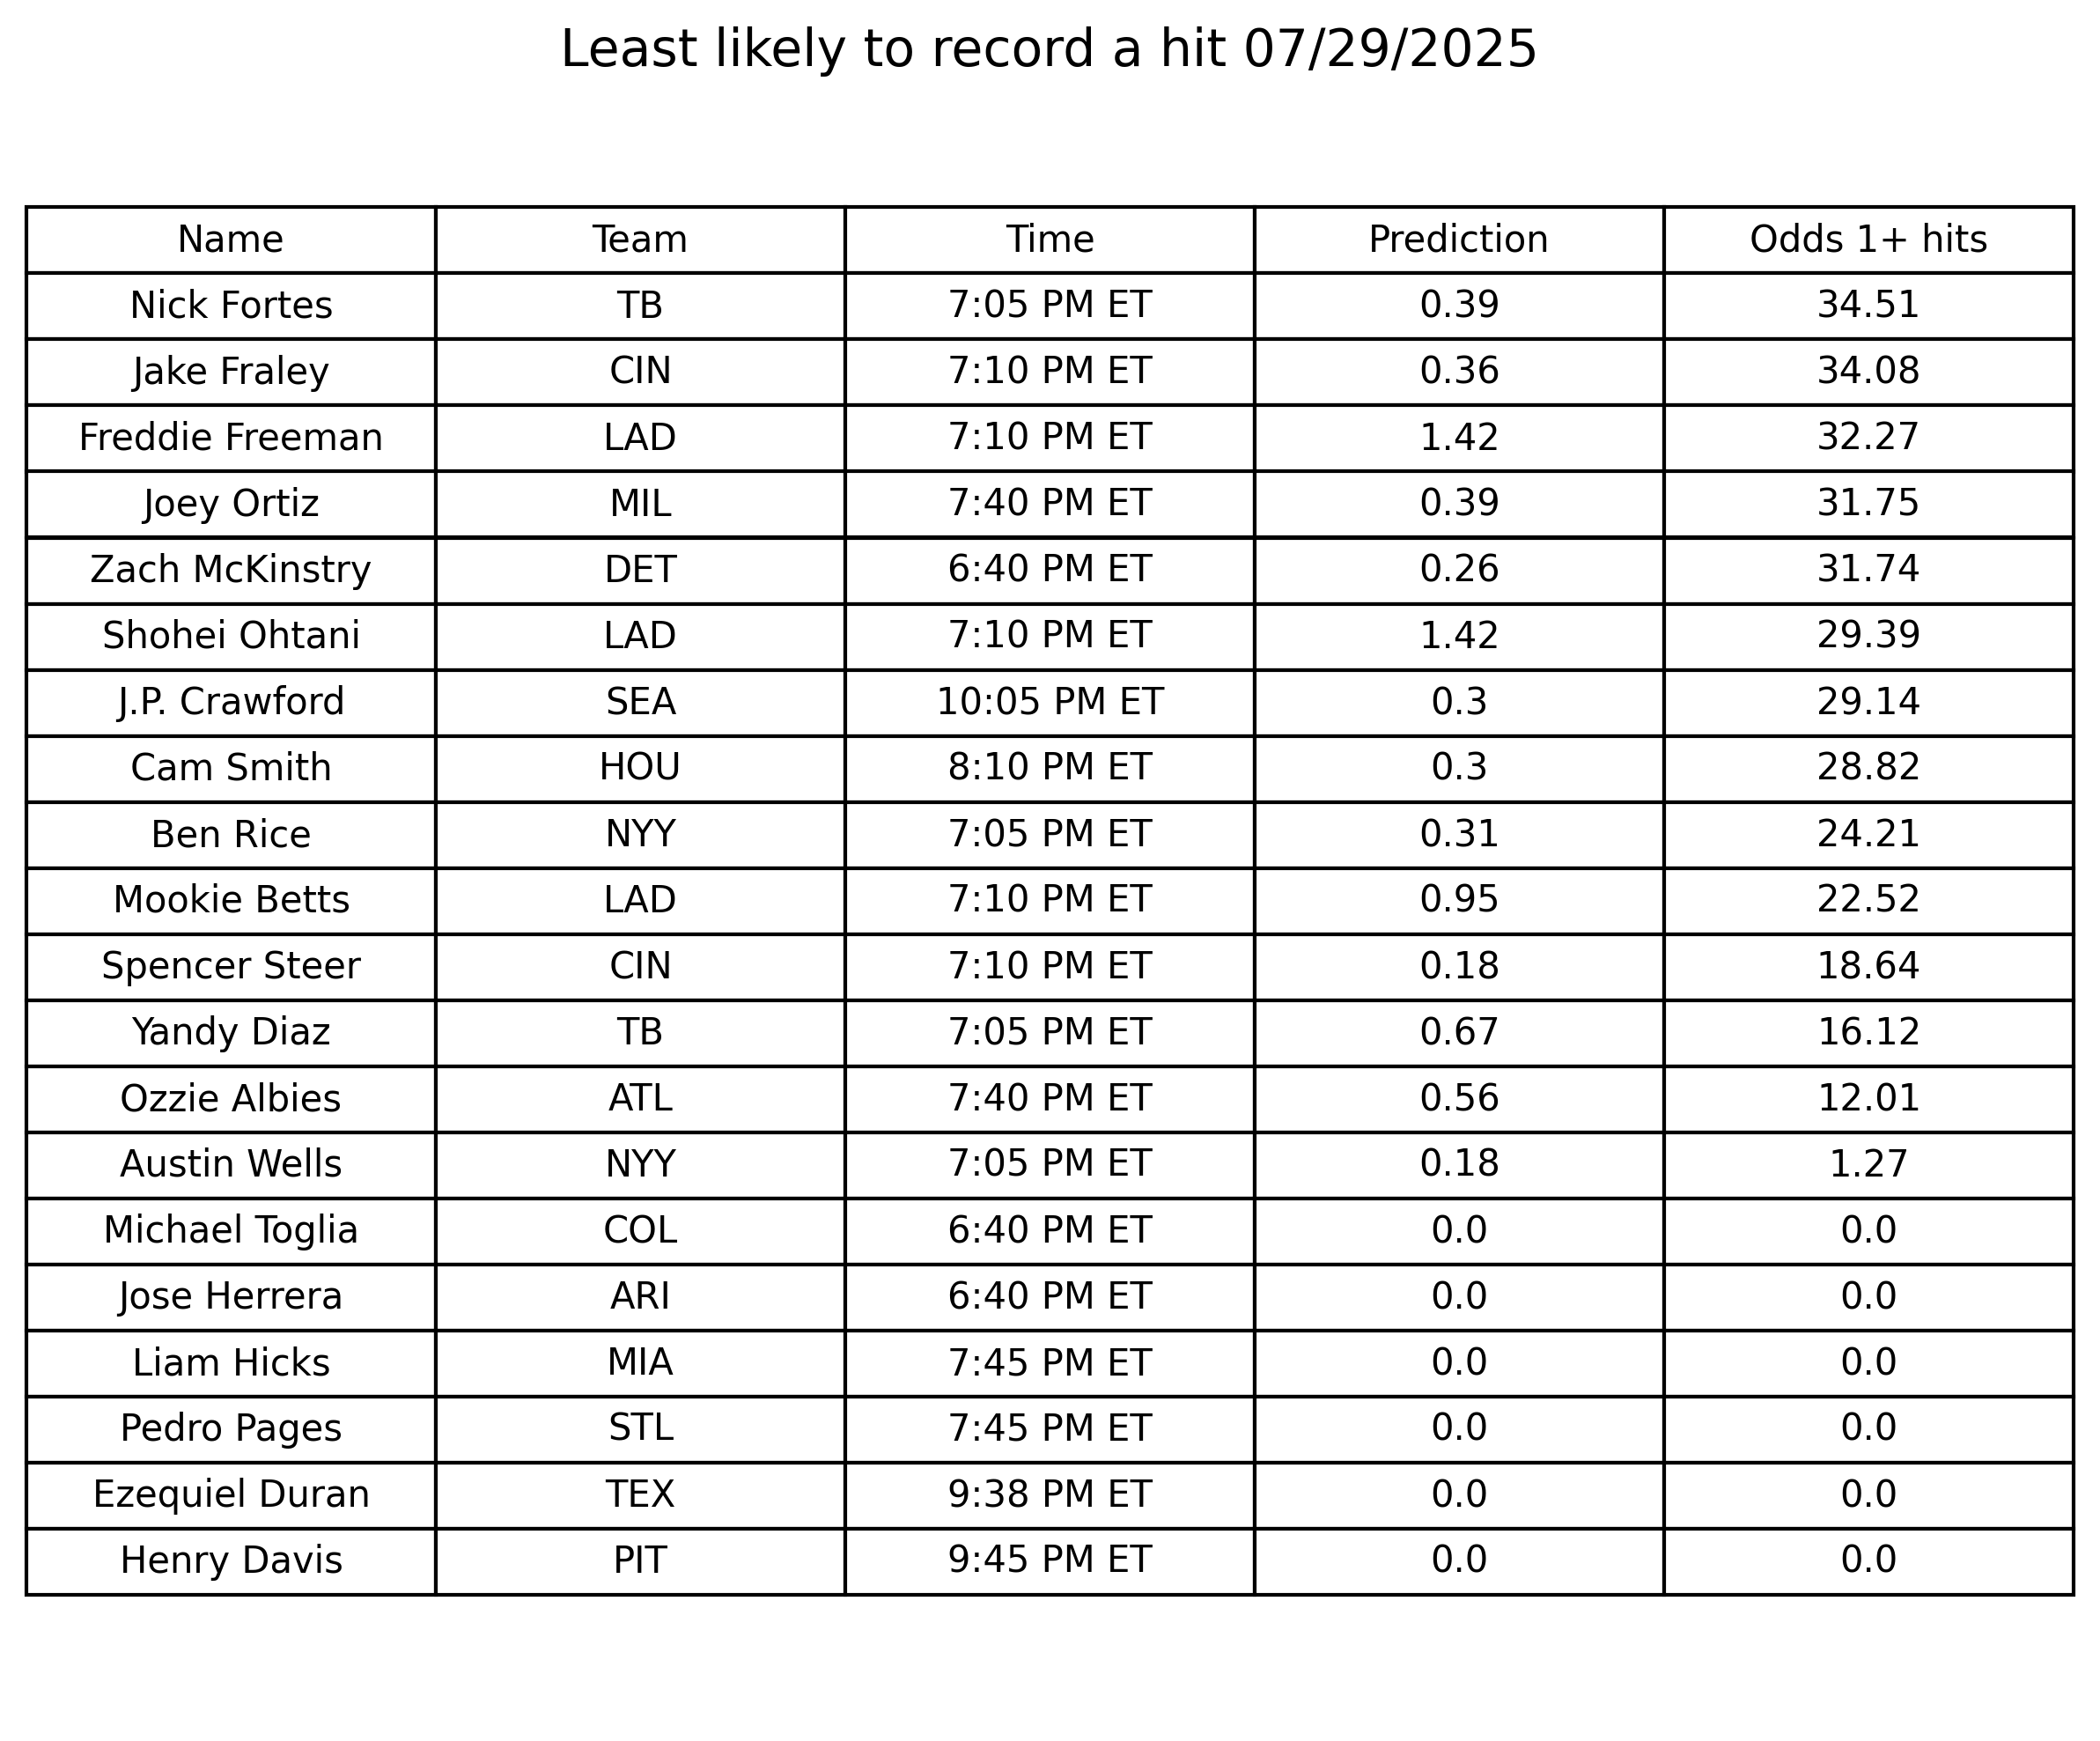 Least likely to record a hit 07/29/2025
Name Team Time Prediction Odds 1+ hits
Nick Fortes TB 7:05 PM ET 0.39 34.51
Jake Fraley CIN 7:10 PM ET 0.36 34.08
Freddie Freeman LAD 7:10 PM ET 1.42 32.27
Joey Ortiz MIL 7:40 PM ET 0.39 31.75
Zach McKinstry DET 6:40 PM ET 0.26 31.74
Shohei Ohtani LAD 7:10 PM ET 1.42 29.39
J.P. Crawford SEA 10:05 PM ET 0.3 29.14
Cam Smith HOU 8:10 PM ET 0.3 28.82
Ben Rice NYY 7:05 PM ET 0.31 24.21
Mookie Betts LAD 7:10 PM ET 0.95 22.52
Spencer Steer CIN 7:10 PM ET 0.18 18.64
Yandy Diaz TB 7:05 PM ET 0.67 16.12
Ozzie Albies ATL 7:40 PM ET 0.56 12.01
Austin Wells NYY 7:05 PM ET 0.18 1.27
Michael Toglia COL 6:40 PM ET 0.0 0.0
Jose Herrera ARI 6:40 PM ET 0.0 0.0
Liam Hicks MIA 7:45 PM ET 0.0 0.0
Pedro Pages STL 7:45 PM ET 0.0 0.0
Ezequiel Duran TEX 9:38 PM ET 0.0 0.0
Henry Davis PIT 9:45 PM ET 0.0 0.0